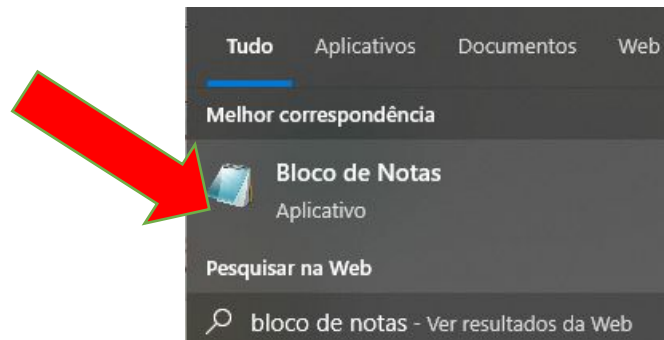 Tudo Aplicativos Documentos Web
Melhor correspondência
Bloco de Notas
Aplicativo
Pesquisar na Web
bloco de notas - Ver resultados da Web